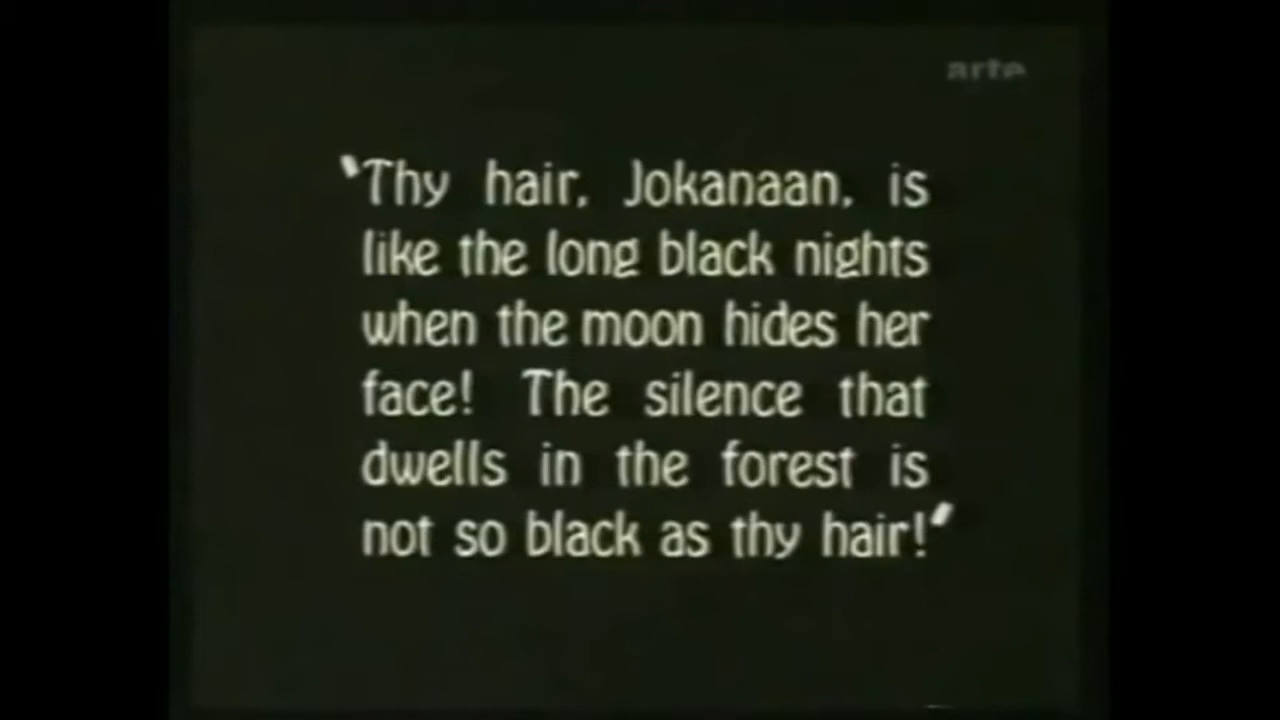 arte
'Thy hair, Jokanaan, is
like the long black nights
when the moon hides her
face! The silence that
dwells in the forest is
not so black as thy hair!'